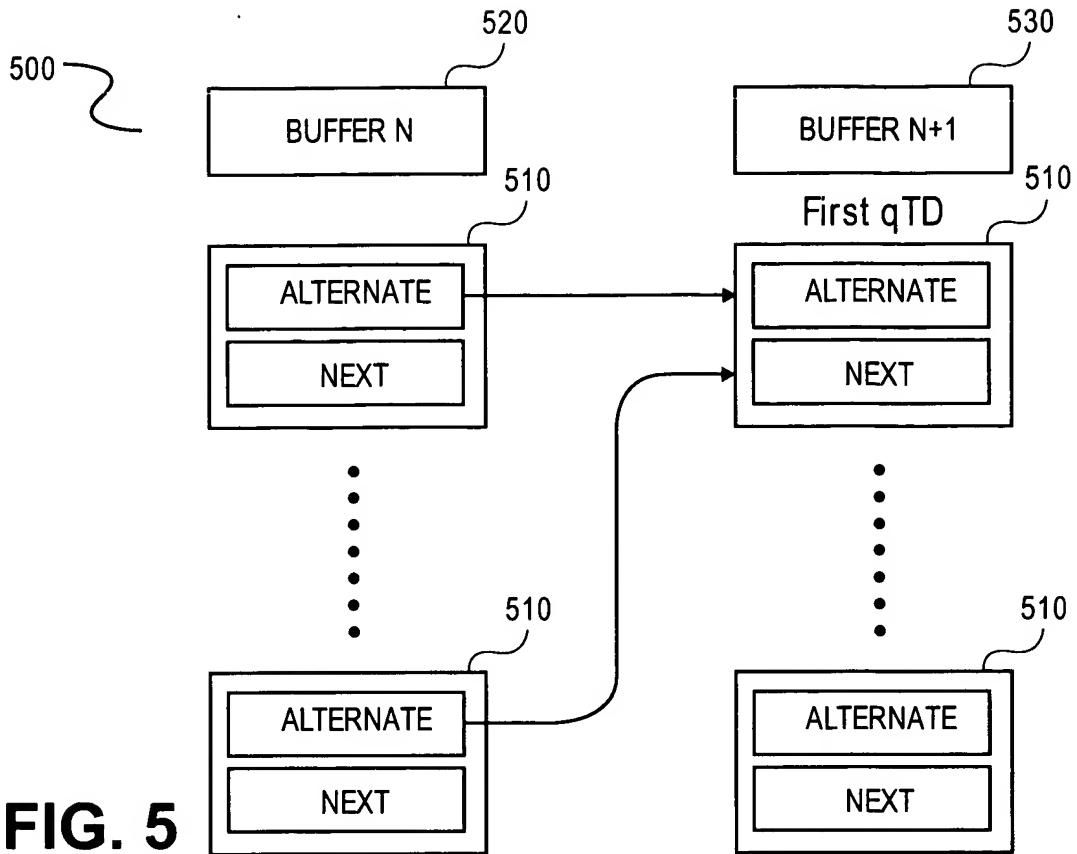 520
530
500
BUFFER N
BUFFER N+1
510
510
First qTD
ALTERNATE
ALTERNATE
NEXT
NEXT
510
510
ALTERNATE
ALTERNATE
NEXT
NEXT
FIG. 5